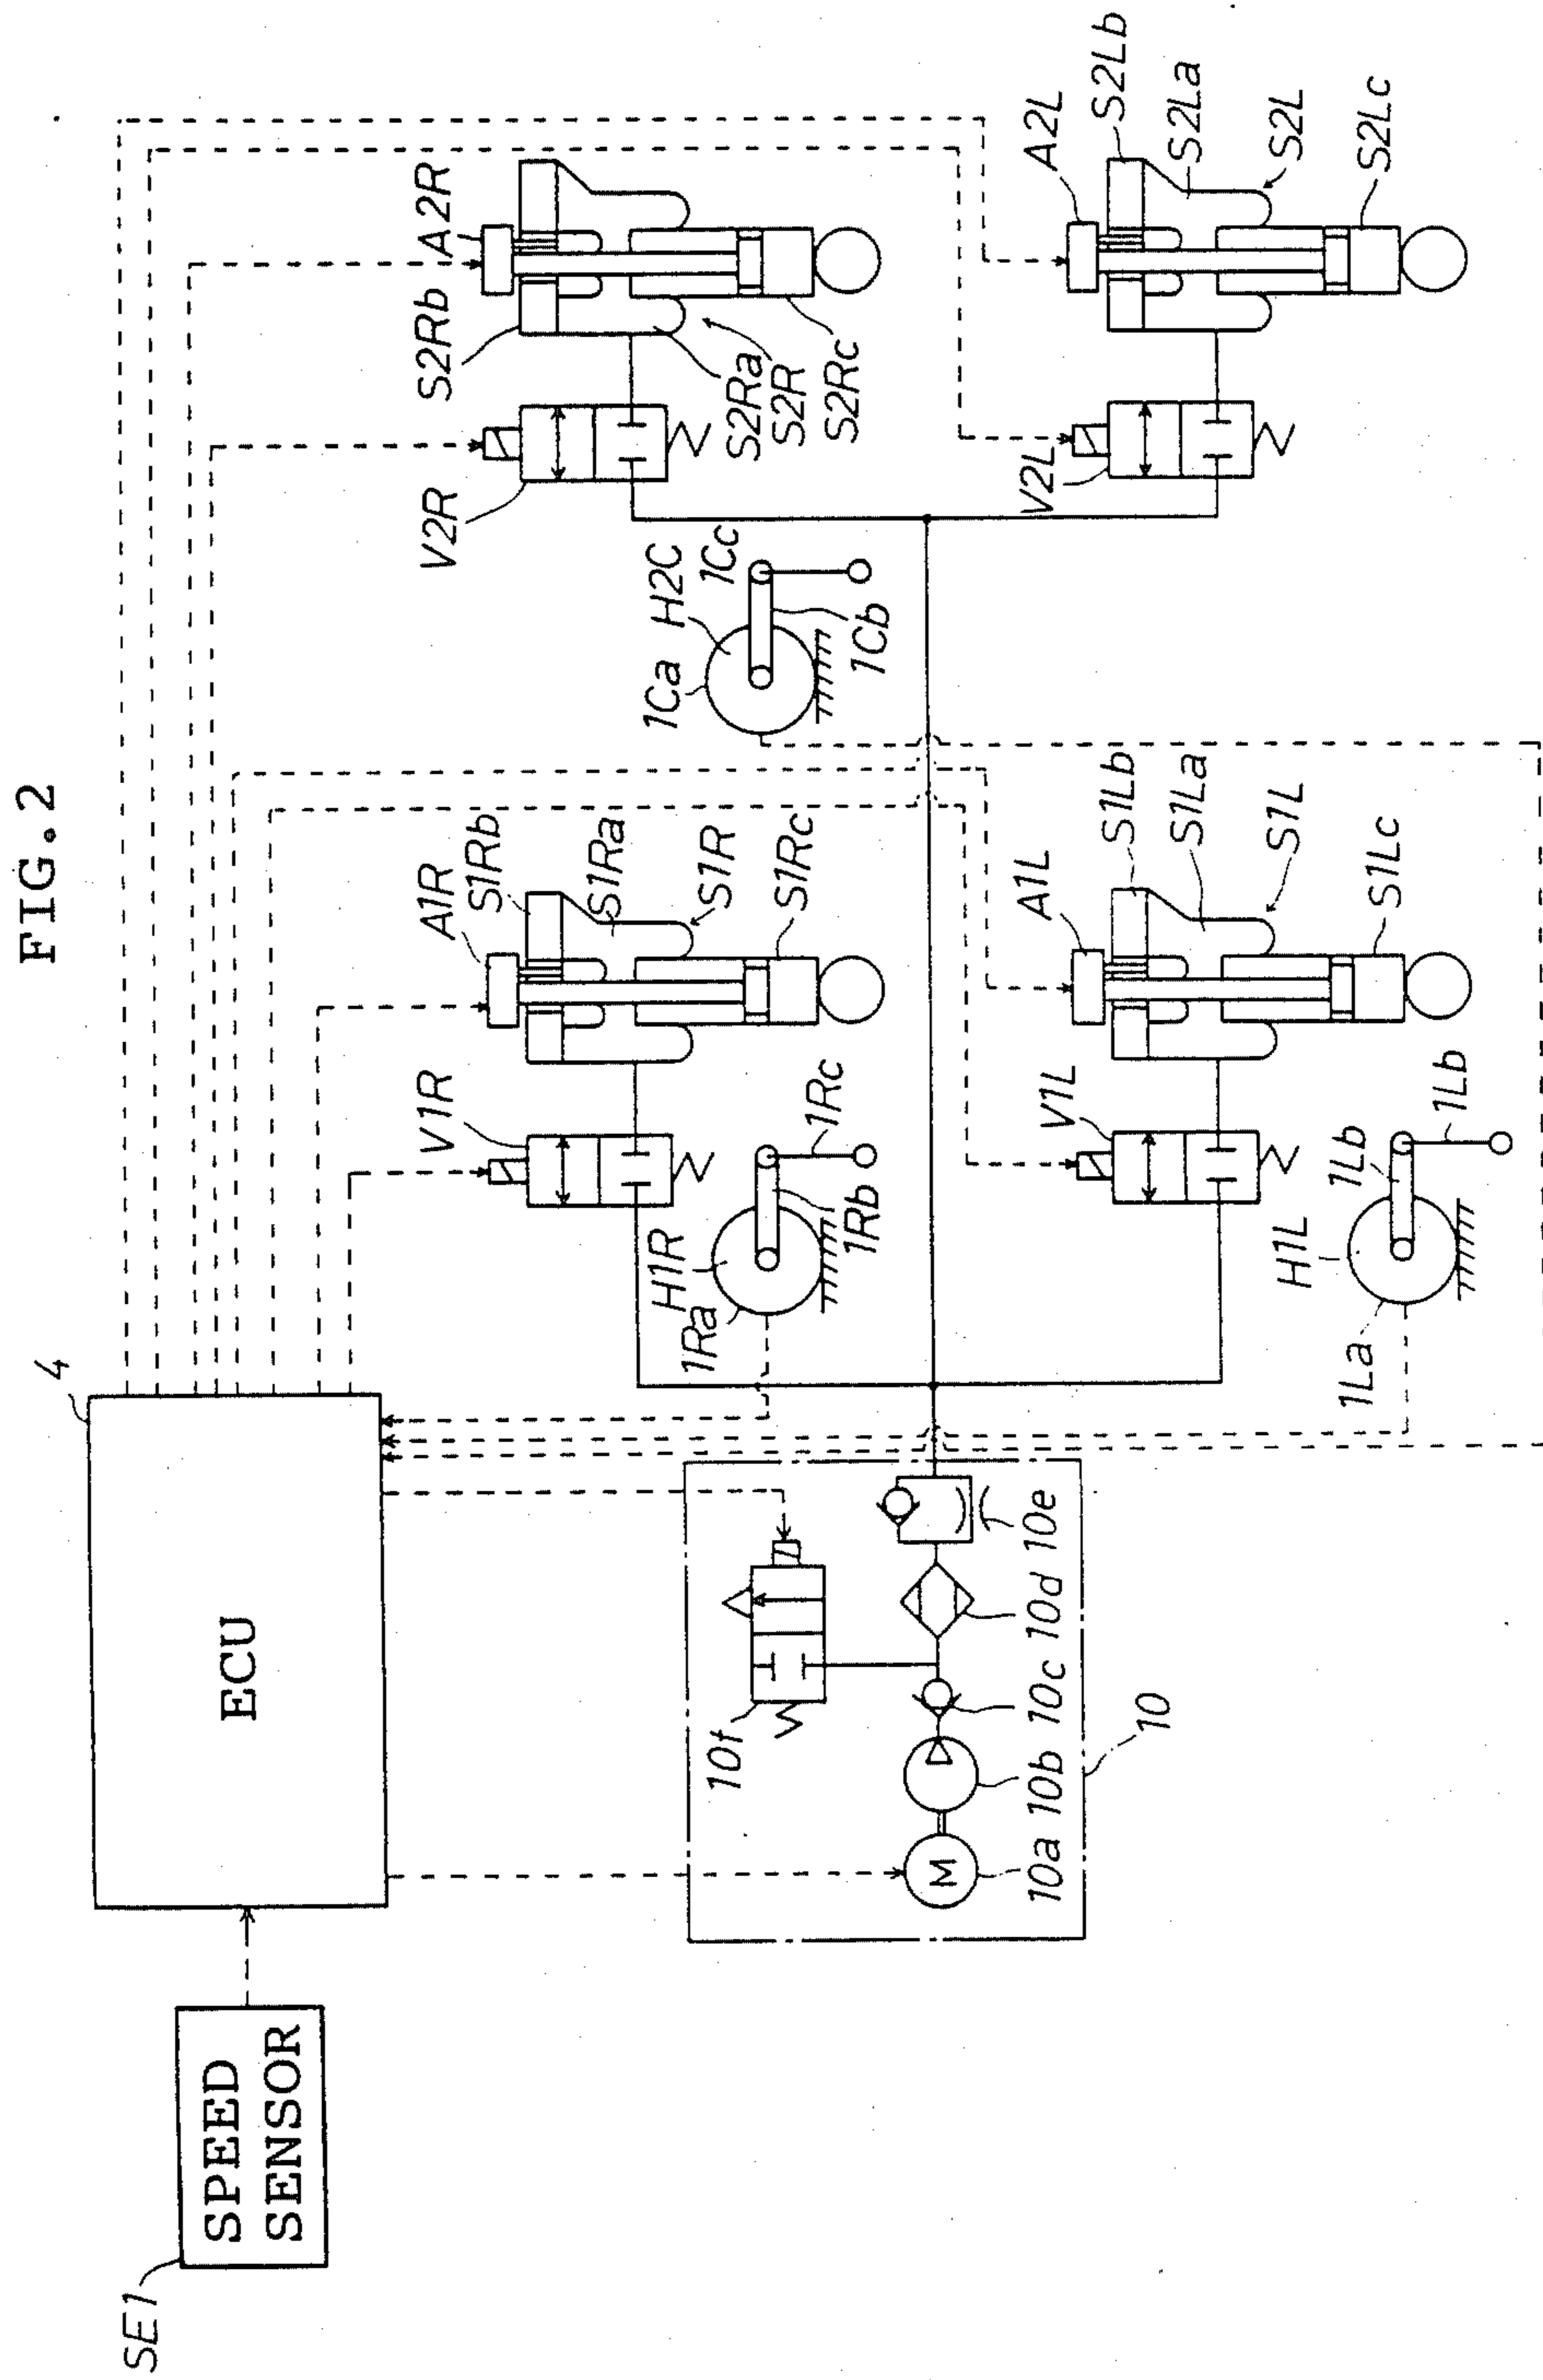 FIG.2
SE1
SPEED
SENSOR
4
ECU
10f
10a
10b
10c
10d
10e
10
V1R
A1R
S1Rb
S1Ra
S1R
S1Rc
H1R
1Ra
1Rb
1Rc
V2R
S2Rb
A2R
S2Ra
S2R
S2Rc
1Ca
H2C
1Cc
1Cb
V1L
A1L
S1Lb
S1La
S1L
S1Lc
H1L
1La
1Lb
1Lb
V2L
A2L
S2Lb
S2La
S2L
S2Lc
M